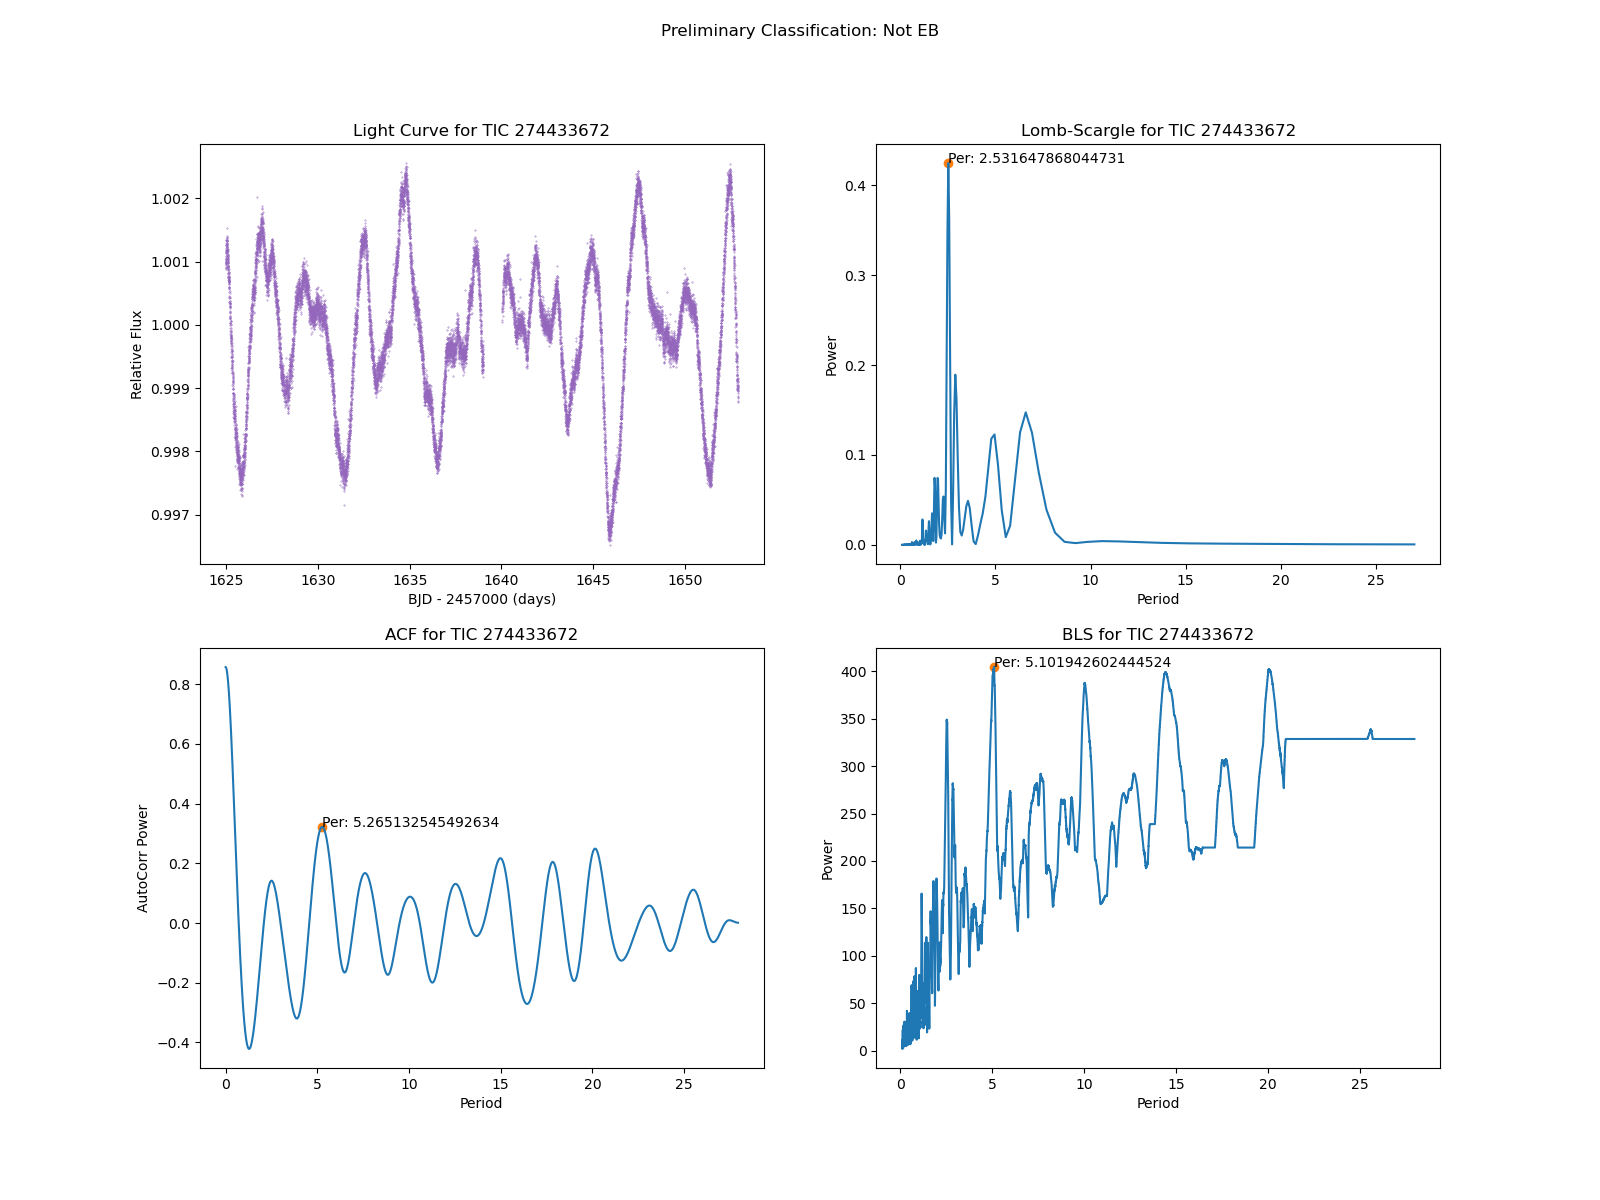 Preliminary Classification: Not EB
Light Curve for TIC 274433672
Relative Flux
1.002
1.001
1.000
0.999
0.998
0.997
1625 1630 1635 1640 1645 1650
BJD - 2457000 (days)
Lomb-Scargle for TIC 274433672
Per: 2.531647868044731
Power
0.4
0.3
0.2
0.1
0.0
0 5 10 15 20 25
Period
ACF for TIC 274433672
Per: 5.265132545492634
AutoCorr Power
0.8
0.6
0.4
0.2
0.0
−0.2
−0.4
0 5 10 15 20 25
Period
BLS for TIC 274433672
Per: 5.101942602444524
Power
400
350
300
250
200
150
100
50
0
0 5 10 15 20 25
Period